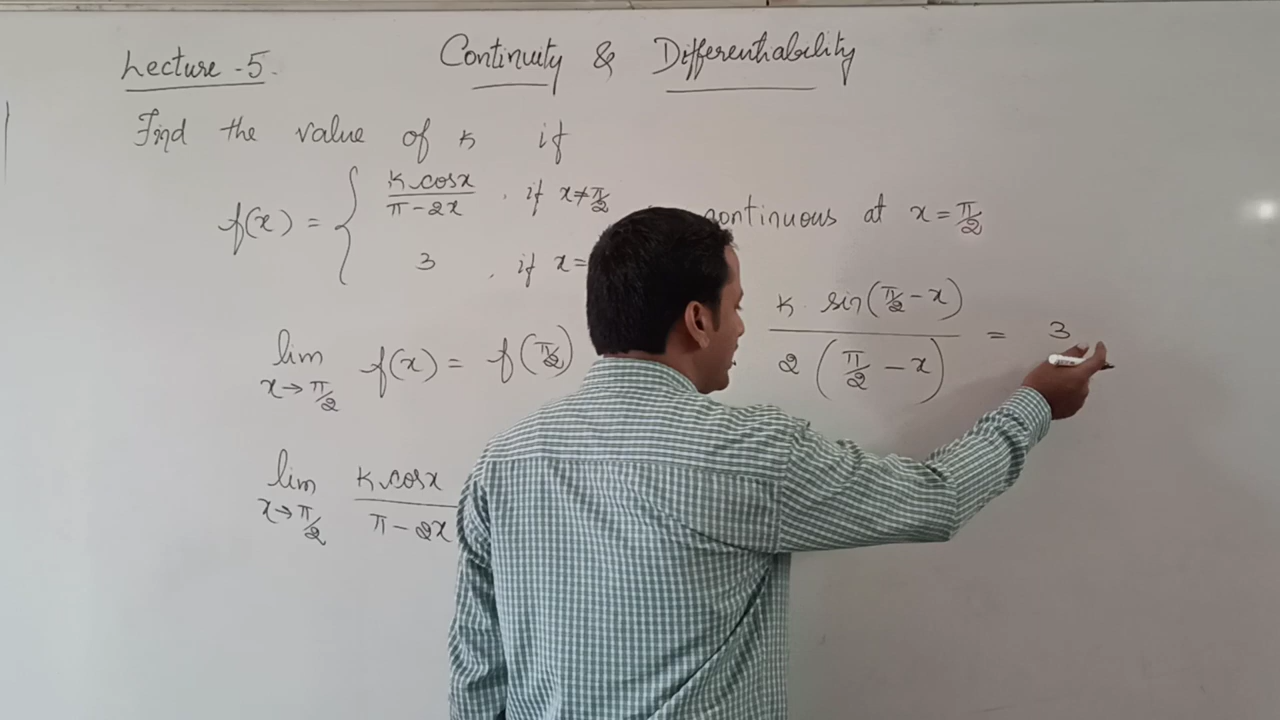 Lecture - 5. Continuity & Differentiability
Find the value of K if
f(x) = { K.cosx / π-2x , if x≠π/2
3 , if x=
continuous at x = π/2
lim x→π/2 f(x) = f(π/2)
K. sin(π/2 - x) / 2(π/2 - x) = 3
lim x→π/2 K.cosx / π-2x